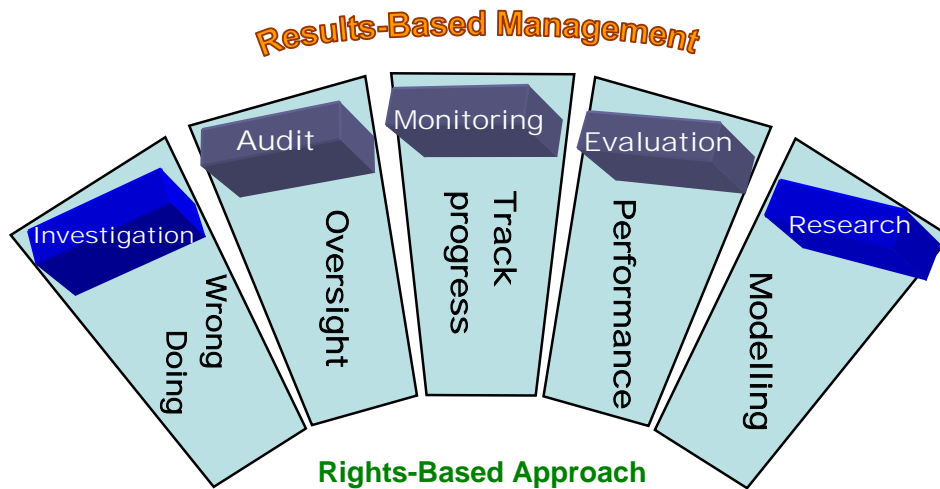 Results-Based Management
Investigation
Wrong
Doing
Audit
Oversight
Monitoring
Track
progress
Evaluation
Performance
Research
Modelling
Rights-Based Approach